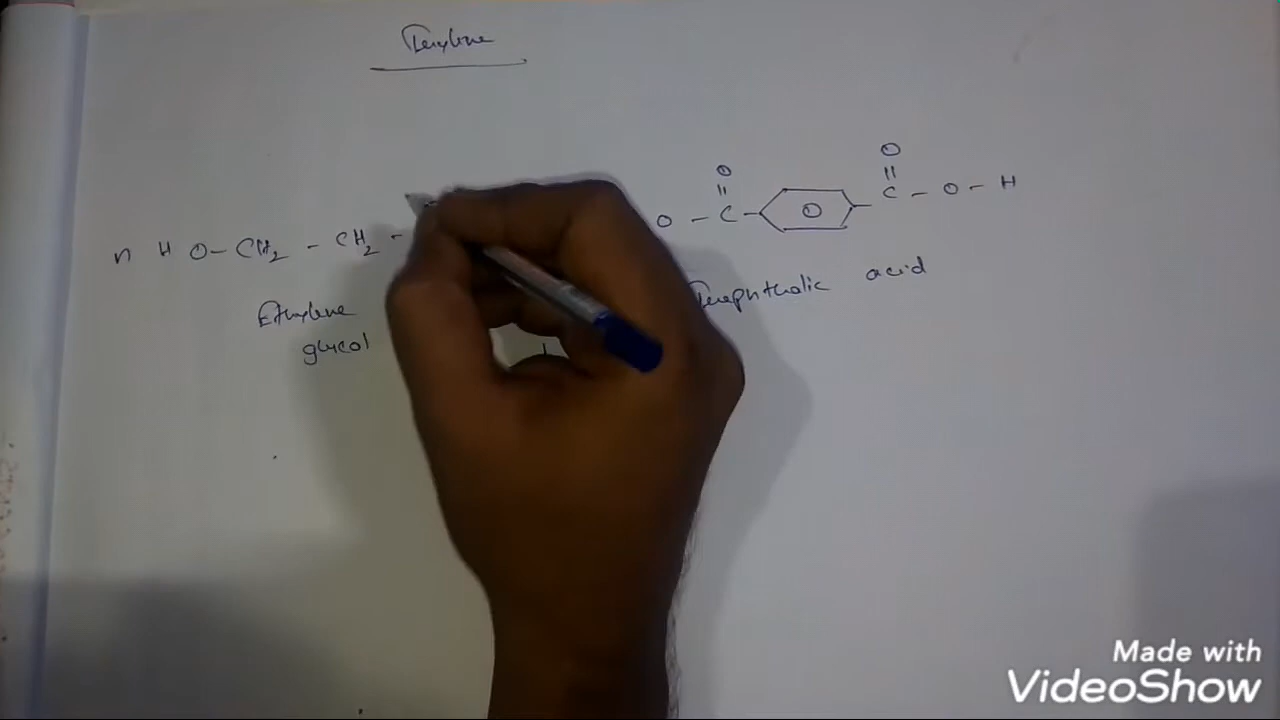 Terylene
O O
|| ||
n H O - CH2 - CH2 - O - C - C - O - H
Ethylene Terephthalic acid
glycol
Made with
VideoShow